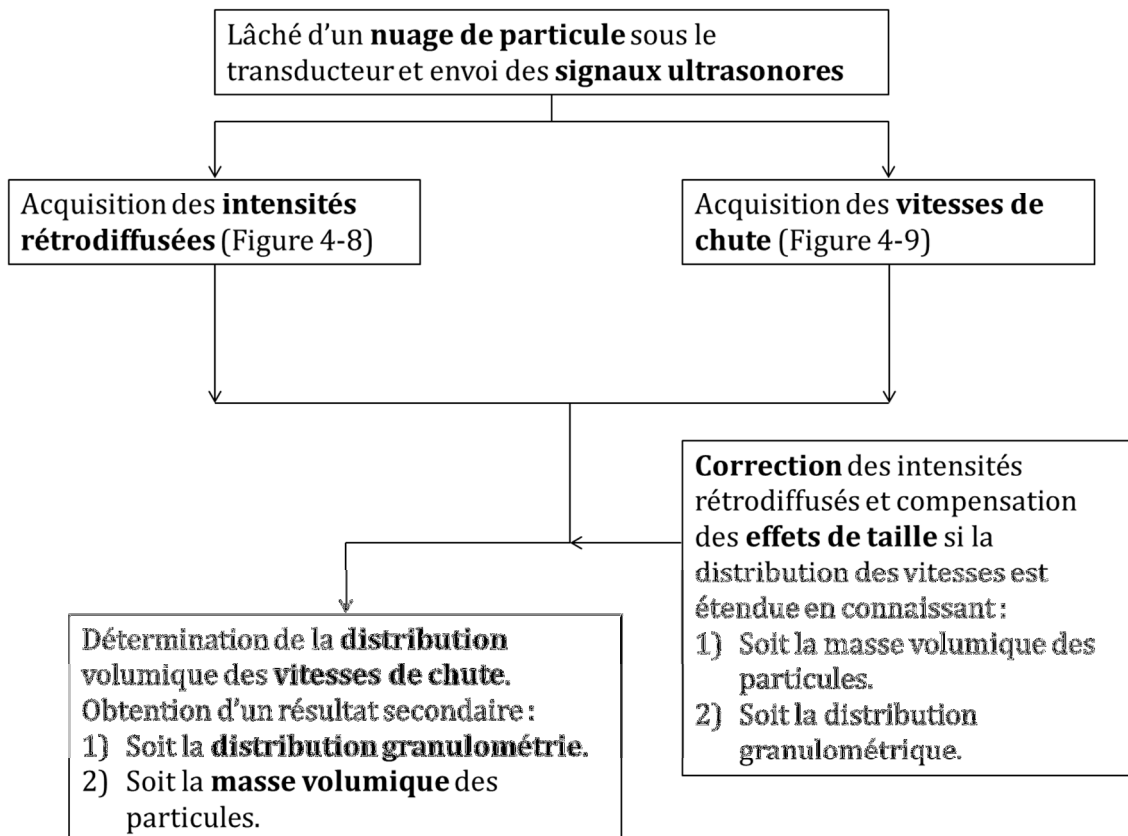 Lâché d’un nuage de particule sous le
transducteur et envoi des signaux ultrasonores
Acquisition des intensités
rétrodiffusées (Figure 4-8)
Acquisition des vitesses de
chute (Figure 4-9)
Correction des intensités
rétrodiffusés et compensation
des effets de taille si la
distribution des vitesses est
étendue en connaissant :
1) Soit la masse volumique des
particules.
2) Soit la distribution
granulométrique.
Détermination de la distribution
volumique des vitesses de chute.
Obtention d’un résultat secondaire :
1) Soit la distribution granulométrie.
2) Soit la masse volumique des
particules.